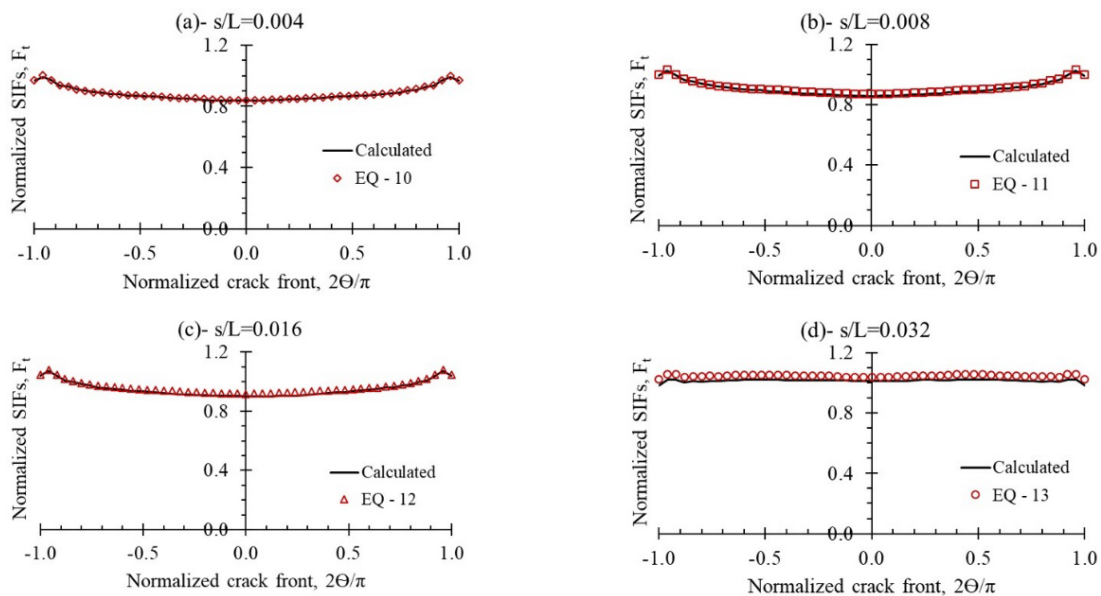 (a)- s/L=0.004
Normalized SIFs, Fₜ
1.2
0.8
0.4
0.0
Calculated
EQ - 10
-1.0 -0.5 0.0 0.5 1.0
Normalized crack front, 2Θ/π
(b)- s/L=0.008
Normalized SIFs, Fₜ
1.2
0.8
0.4
0.0
Calculated
EQ - 11
-1.0 -0.5 0.0 0.5 1.0
Normalized crack front, 2Θ/π
(c)- s/L=0.016
Normalized SIFs, Fₜ
1.2
0.8
0.4
0.0
Calculated
EQ - 12
-1.0 -0.5 0.0 0.5 1.0
Normalized crack front, 2Θ/π
(d)- s/L=0.032
Normalized SIFs, Fₜ
1.2
0.8
0.4
0.0
Calculated
EQ - 13
-1.0 -0.5 0.0 0.5 1.0
Normalized crack front, 2Θ/π